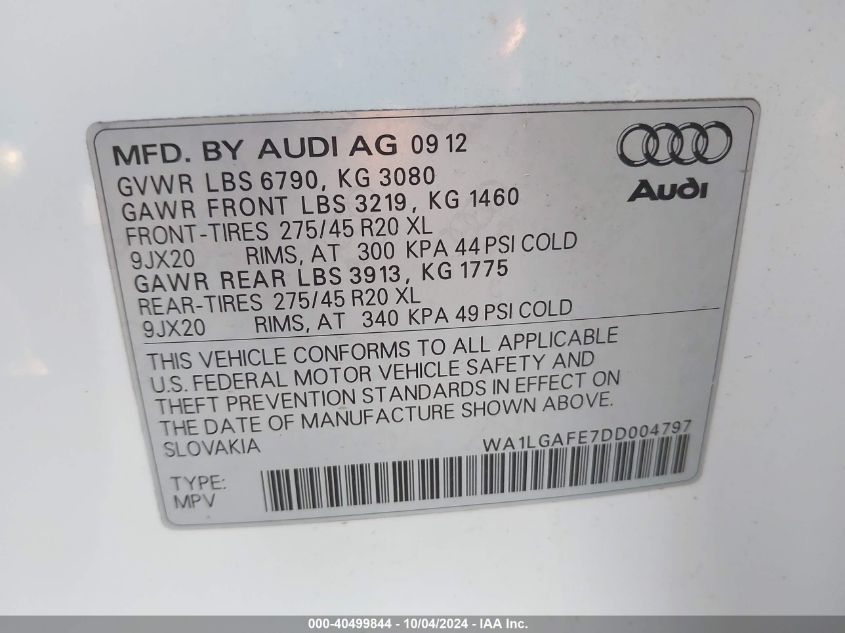 MFD. BY AUDI AG 09 12
GVWR LBS 6790, KG 3080
GAWR FRONT LBS 3219, KG 1460
FRONT-TIRES 275/45 R20 XL
9JX20 RIMS, AT 300 KPA 44 PSI COLD
GAWR REAR LBS 3913, KG 1775
REAR-TIRES 275/45 R20 XL
9JX20 RIMS, AT 340 KPA 49 PSI COLD
Audi
THIS VEHICLE CONFORMS TO ALL APPLICABLE
U.S. FEDERAL MOTOR VEHICLE SAFETY AND
THEFT PREVENTION STANDARDS IN EFFECT ON
THE DATE OF MANUFACTURE SHOWN ABOVE.
SLOVAKIA WA1LGAFE7DD004797
TYPE:
MPV
000-40499844 - 10/04/2024 - IAA Inc.